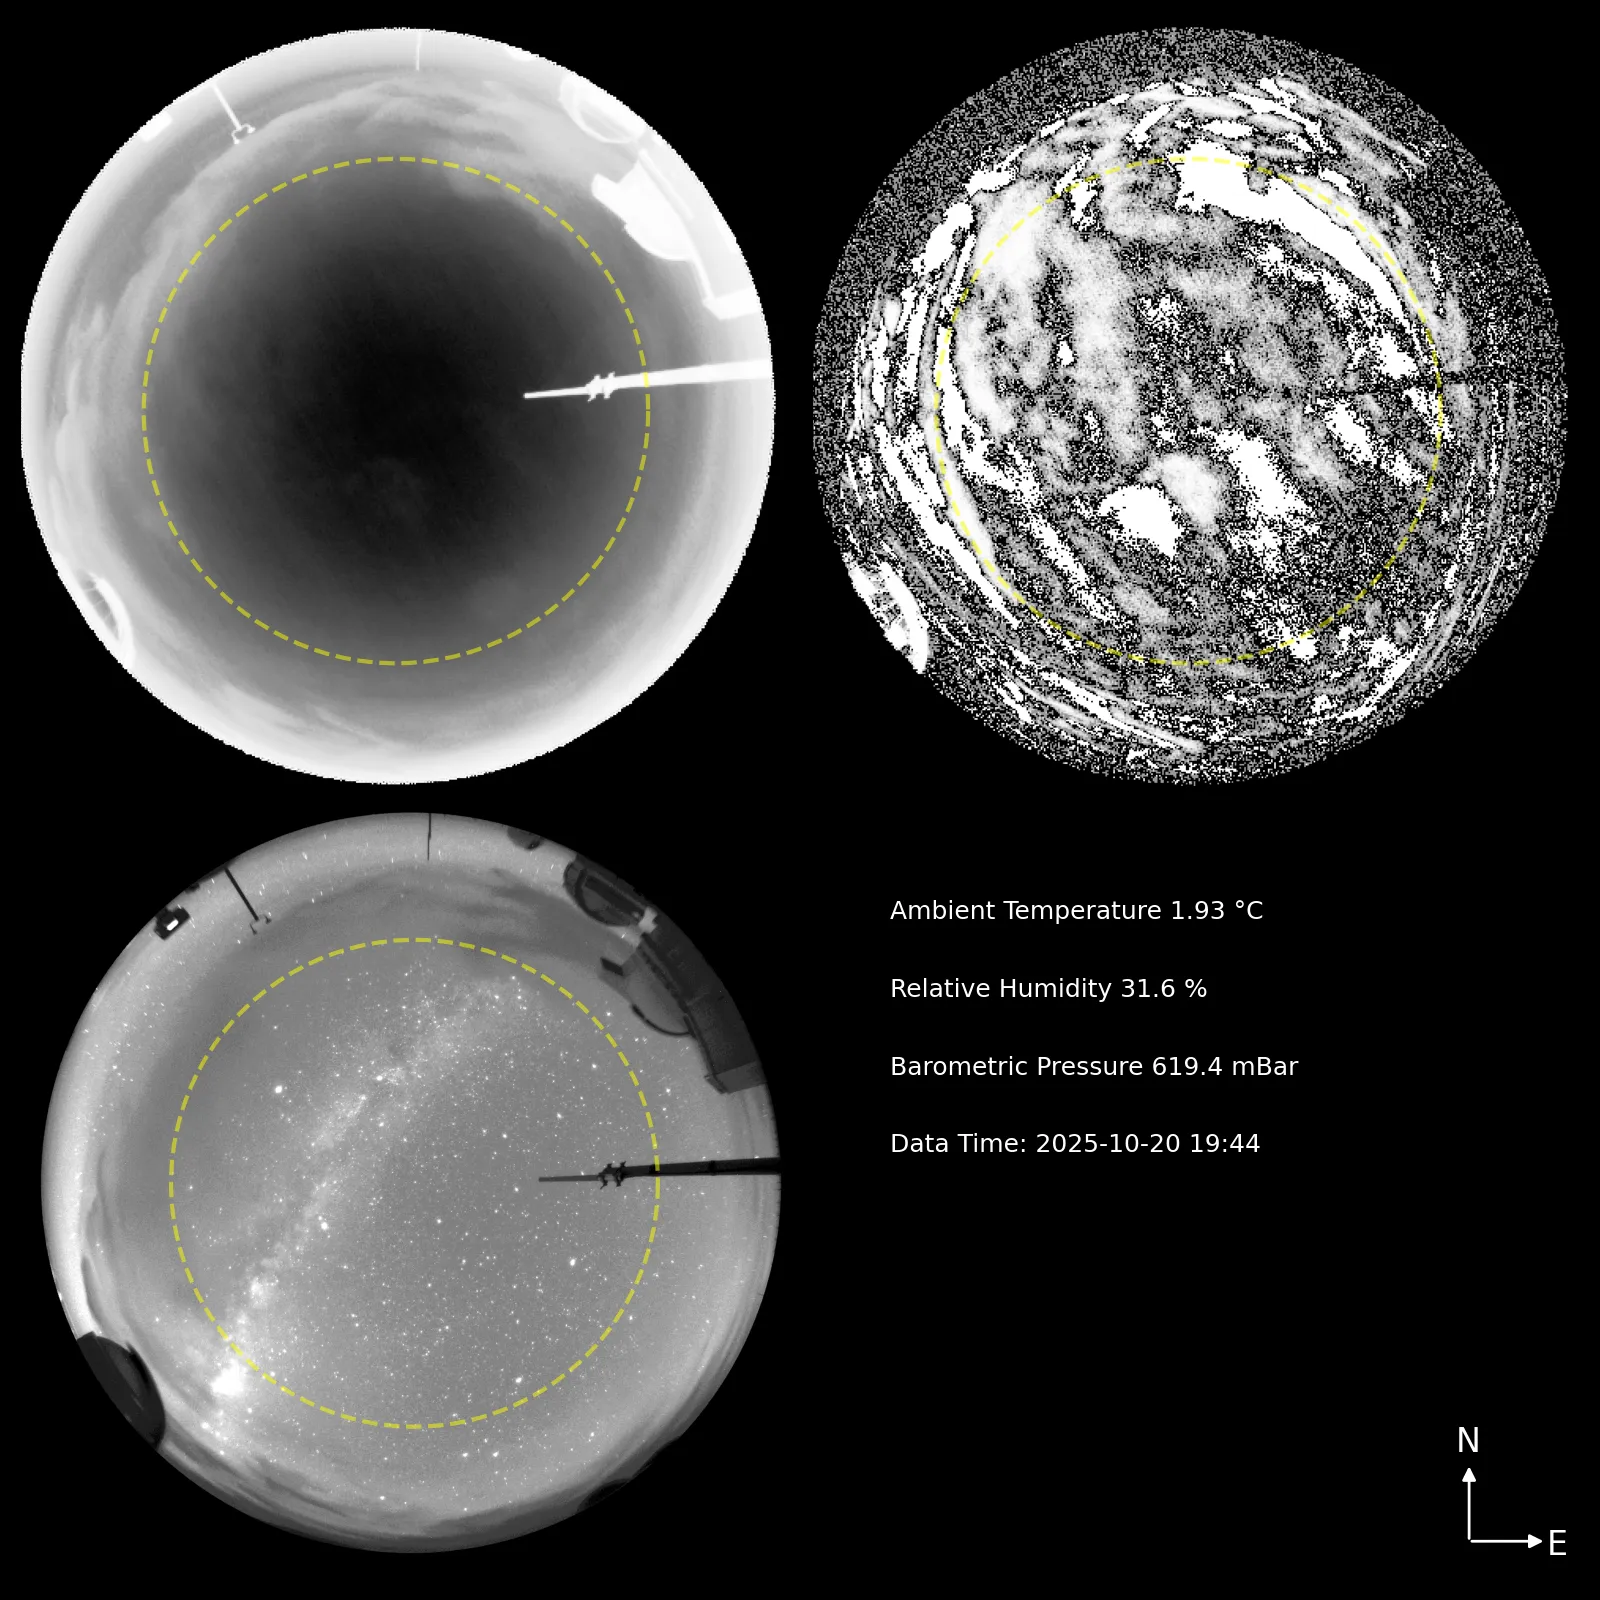 Ambient Temperature 1.93 °C
Relative Humidity 31.6 %
Barometric Pressure 619.4 mBar
Data Time: 2025-10-20 19:44
N
E